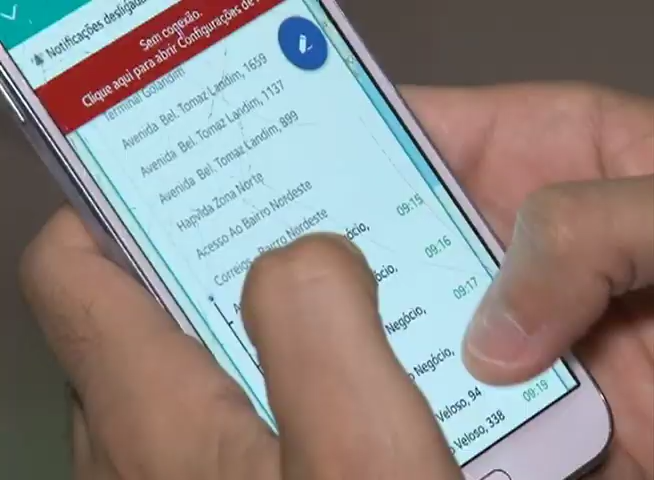 Notificações desligadas
Sem conexão.
Clique aqui para abrir Configurações de
Terminal Golandim
Avenida Bel. Tomaz Landim, 1659
Avenida Bel. Tomaz Landim, 1137
Avenida Bel. Tomaz Landim, 899
Hapvida Zona Norte
Acesso Ao Bairro Nordeste
Correios - Bairro Nordeste
09:15
09:16
Negócio, 09:17
Negócio,
Veloso, 94
Veloso, 338 09:19